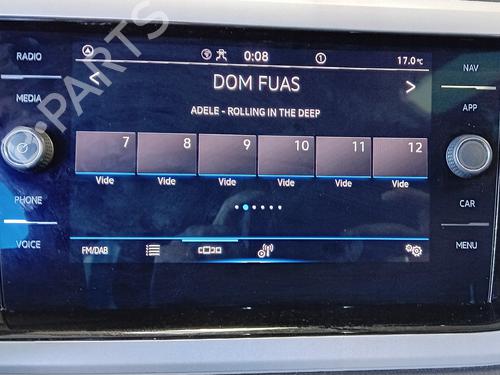 RADIO
MEDIA
PHONE
VOICE
0:08
1
17.0°C
DOM FUAS
ADELE - ROLLING IN THE DEEP
7 8 9 10 11 12
Vide Vide Vide Vide Vide Vide
FM/DAB
NAV
APP
CAR
MENU
B-PARTS